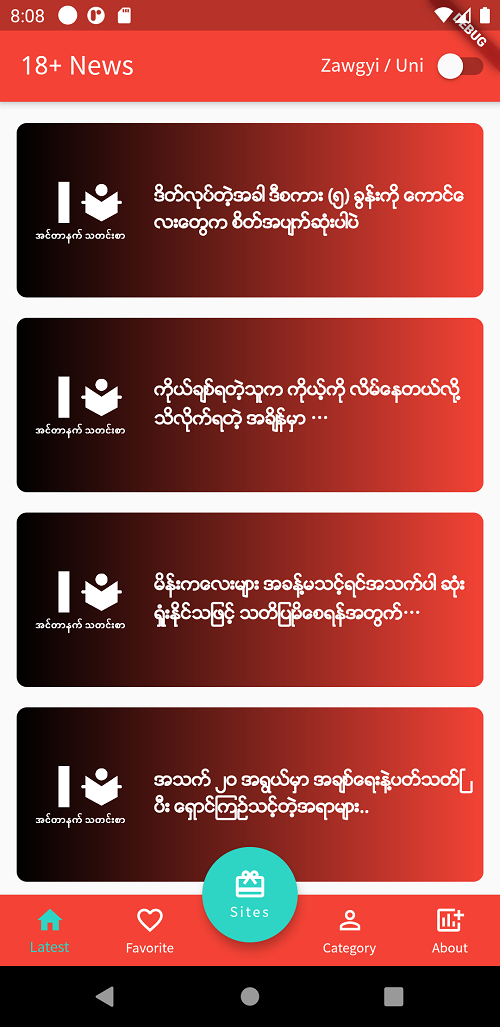 8:08
DEBUG
18+ News
Zawgyi / Uni
အင်တာနက် သတင်းစာ
ဒိတ်လုပ်တဲ့အခါ ဒီစကား (၅) ခွန်းကို ကောင်လေ
းတွေက စိတ်အပျက်ဆုံးပါပဲ
အင်တာနက် သတင်းစာ
ကိုယ်ချစ်ရတဲ့သူက ကိုယ့်ကို လိမ်နေတယ်လို့
သိလိုက်ရတဲ့ အချိန်မှာ …
အင်တာနက် သတင်းစာ
မိန်းကလေးများ အခန့်မသင့်ရင်အသက်ပါ ဆုံး
ရှုံးနိုင်သဖြင့် သတိပြုမိစေရန်အတွက်…
အင်တာနက် သတင်းစာ
အသက် ၂၀ အရွယ်မှာ အချစ်ရေးနဲ့ပတ်သတ်ပြ
ီး ရှောင်ကြဉ်သင့်တဲ့အရာများ..
Sites
Latest
Favorite
Category
About